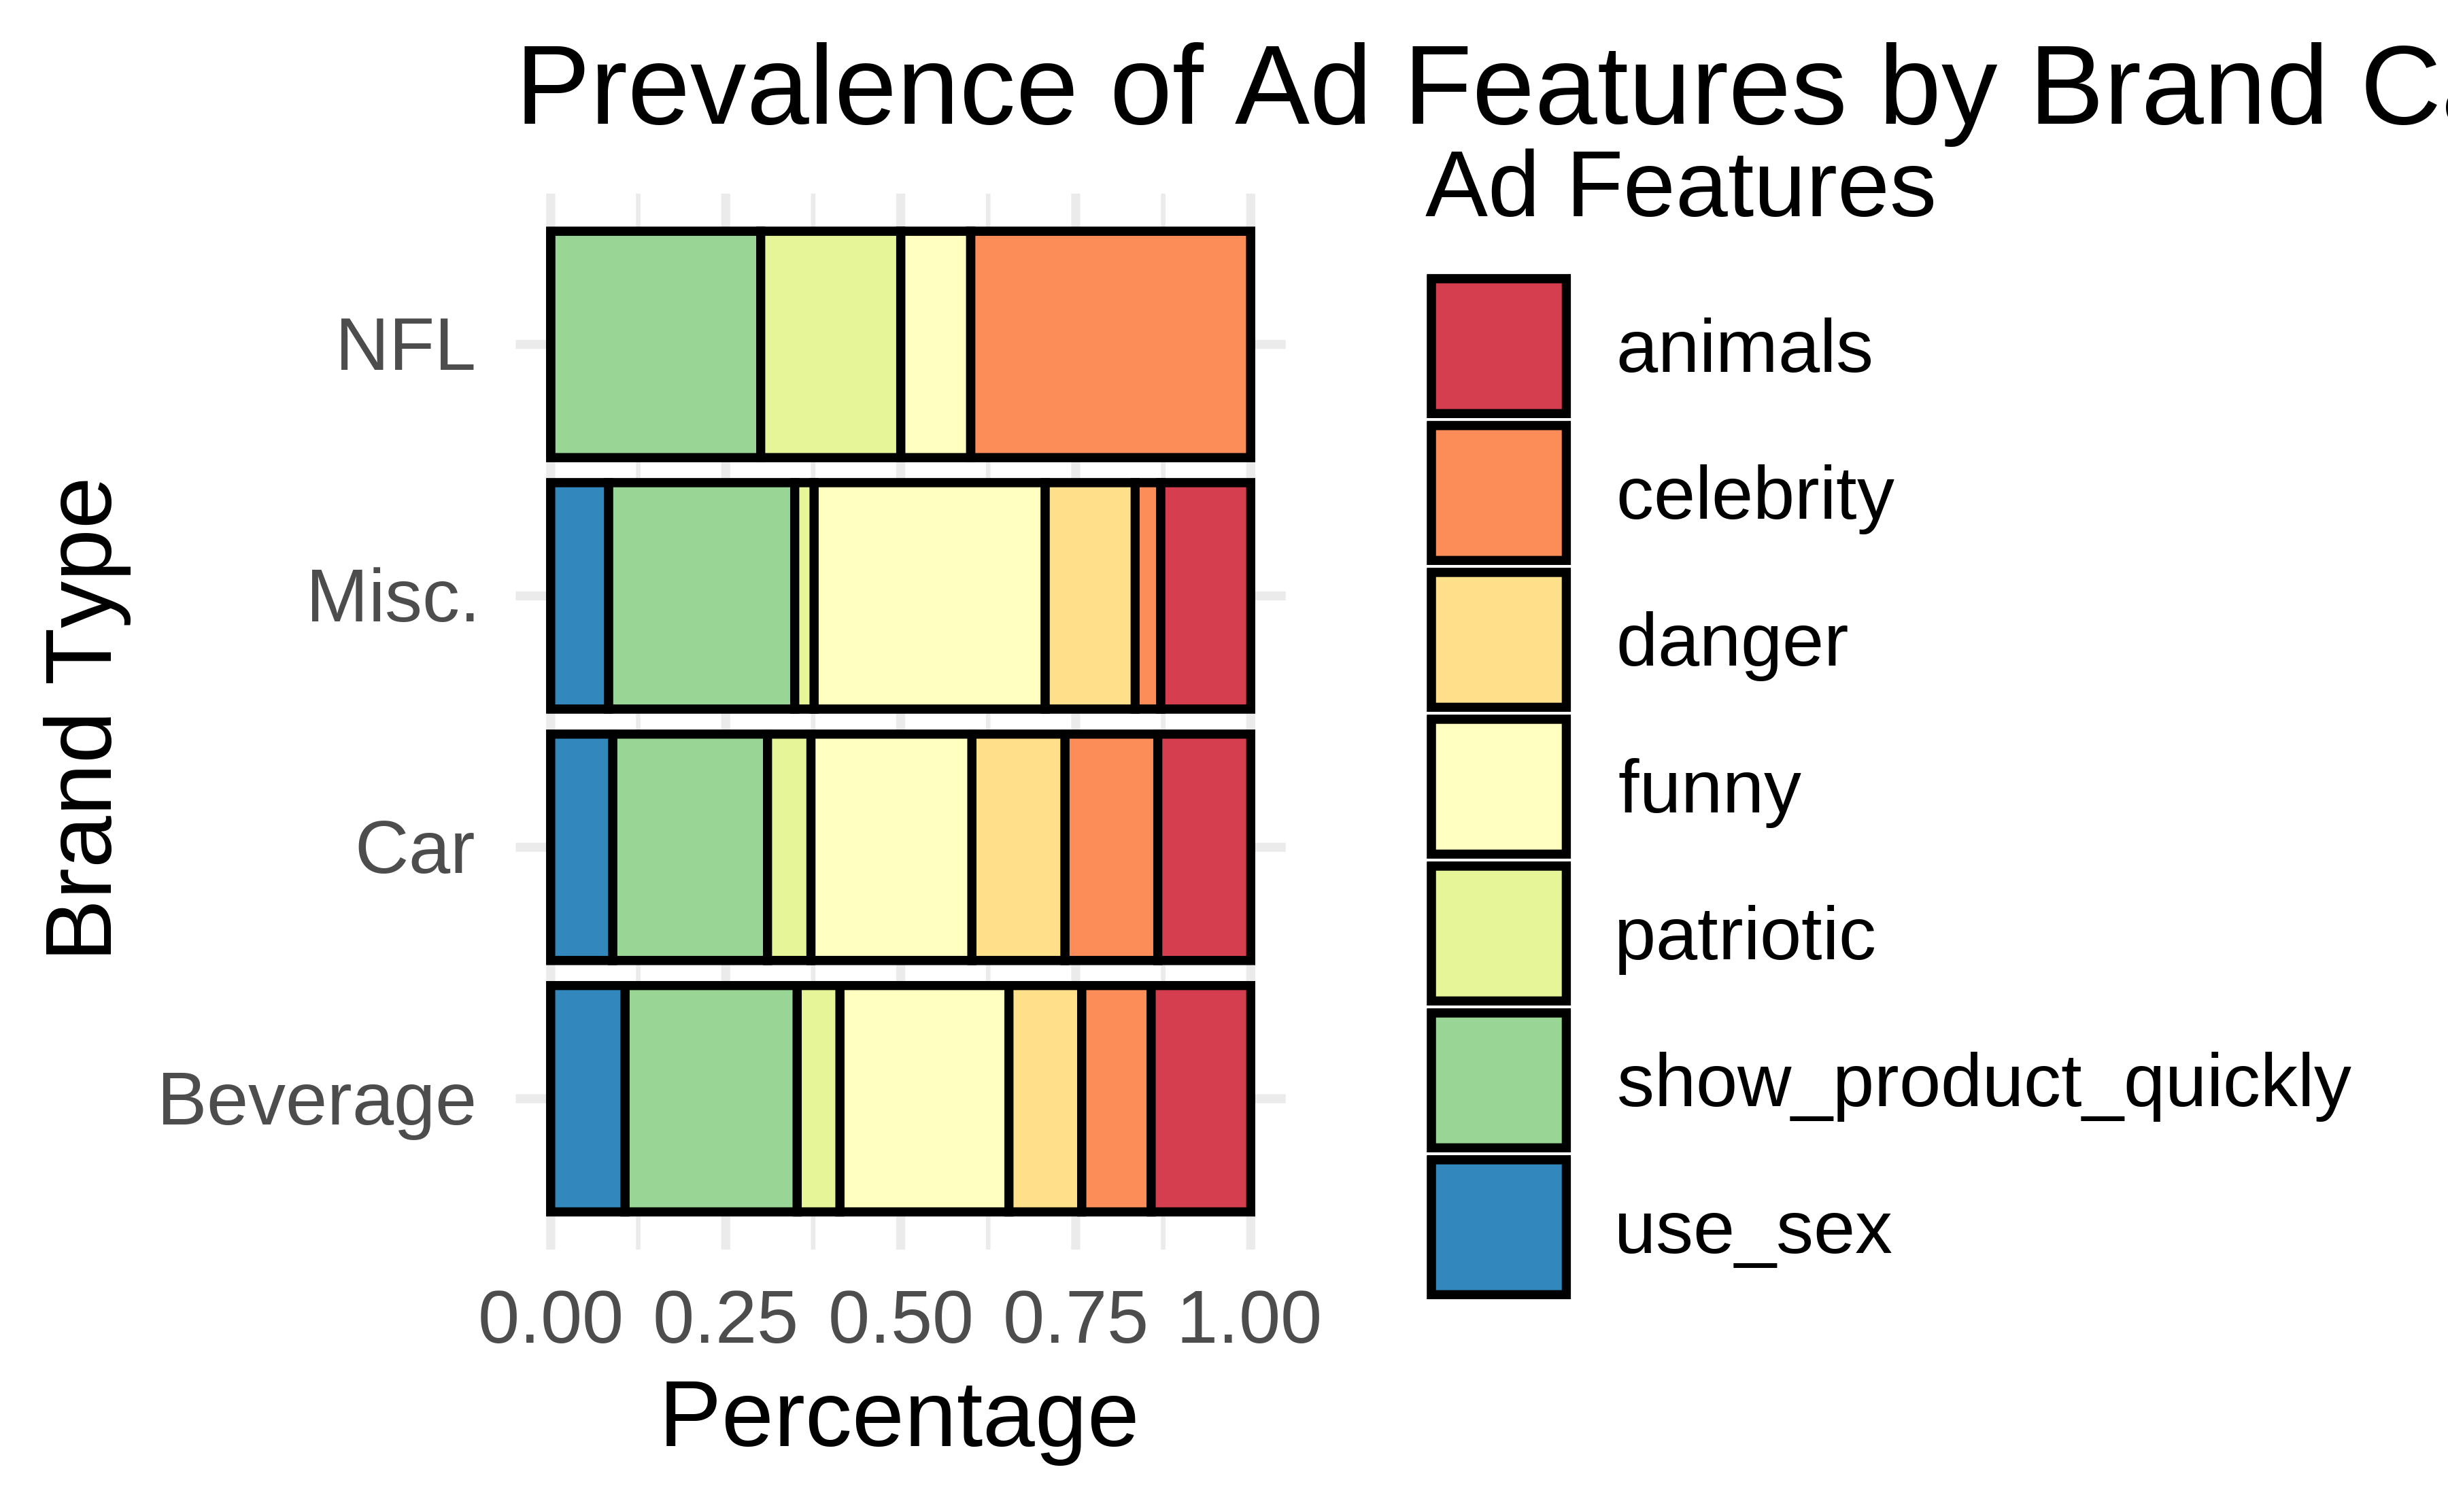 Prevalence of Ad Features by Brand
Ad Features
NFL
Misc.
Car
Beverage
Brand Type
0.00 0.25 0.50 0.75 1.00
Percentage
animals
celebrity
danger
funny
patriotic
show_product_quickly
use_sex